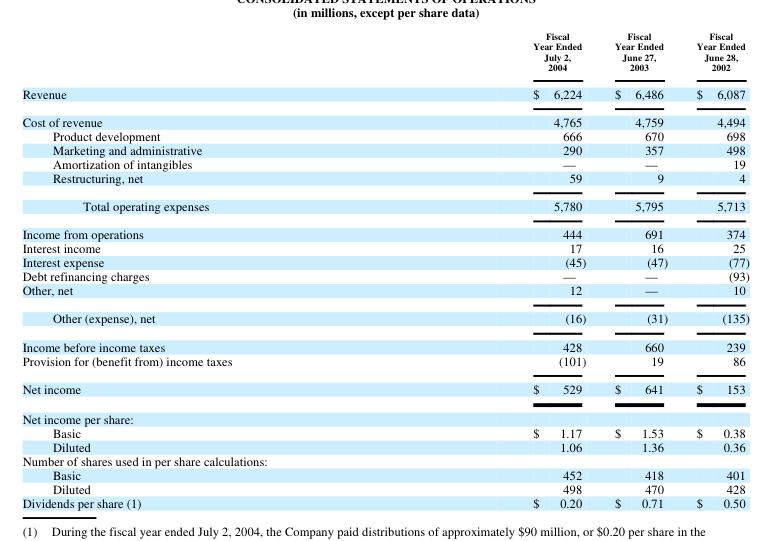 CONSOLIDATED STATEMENTS OF OPERATIONS
(in millions, except per share data)
Fiscal Year Ended July 2, 2004 Fiscal Year Ended June 27, 2003 Fiscal Year Ended June 28, 2002
Revenue $ 6,224 $ 6,486 $ 6,087
Cost of revenue 4,765 4,759 4,494
Product development 666 670 698
Marketing and administrative 290 357 498
Amortization of intangibles — — 19
Restructuring, net 59 9 4
Total operating expenses 5,780 5,795 5,713
Income from operations 444 691 374
Interest income 17 16 25
Interest expense (45) (47) (77)
Debt refinancing charges — — (93)
Other, net 12 — 10
Other (expense), net (16) (31) (135)
Income before income taxes 428 660 239
Provision for (benefit from) income taxes (101) 19 86
Net income $ 529 $ 641 $ 153
Net income per share:
Basic $ 1.17 $ 1.53 $ 0.38
Diluted 1.06 1.36 0.36
Number of shares used in per share calculations:
Basic 452 418 401
Diluted 498 470 428
Dividends per share (1) $ 0.20 $ 0.71 $ 0.50
(1) During the fiscal year ended July 2, 2004, the Company paid distributions of approximately $90 million, or $0.20 per share in the